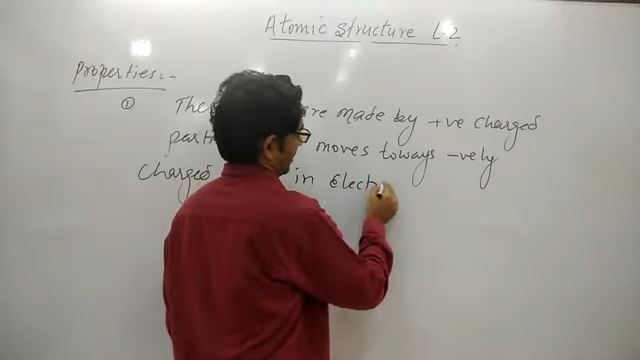 Atomic structure L-2
Properties:-
① The are made by +ve charged
part moves toways -vely
Charged in Elect